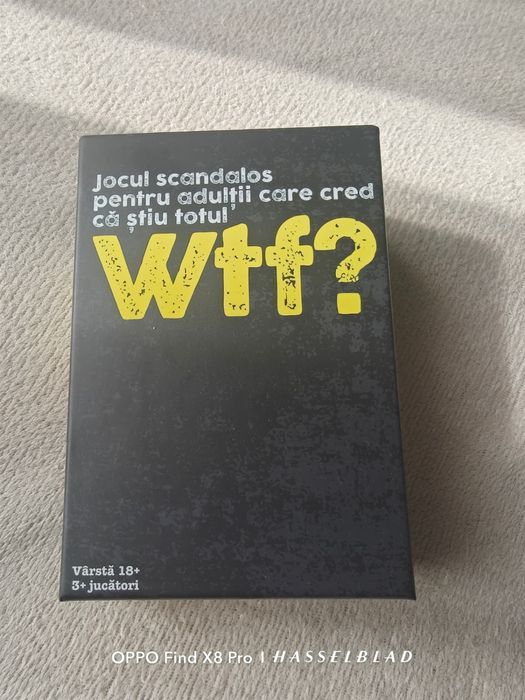 Jocul scandalos
pentru adulții care cred
că știu totul
Wtf?
Vârstă 18+
3+ jucători
OPPO Find X8 Pro | HASSELBLAD